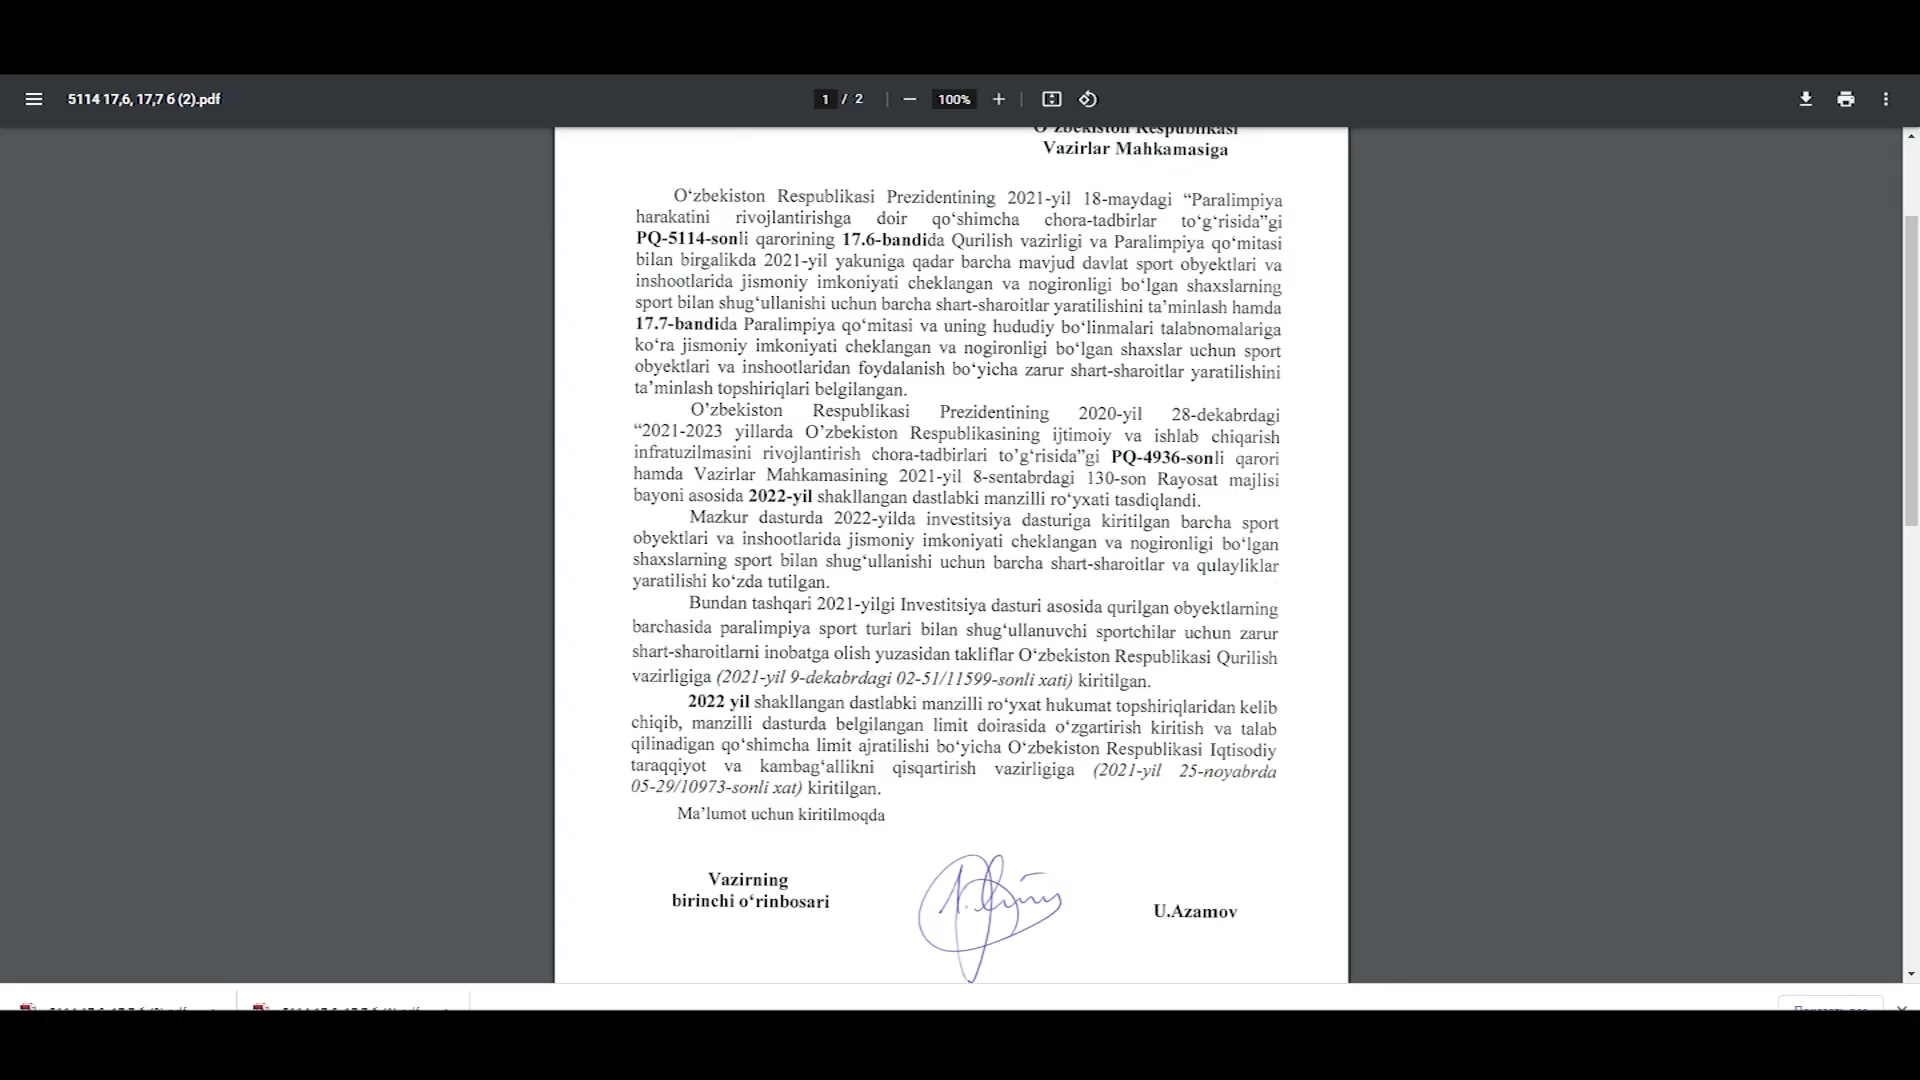 5114 17,6, 17,7 б (2).pdf
1 / 2
100%
O‘zbekiston Respublikasi
Vazirlar Mahkamasiga
O‘zbekiston Respublikasi Prezidentining 2021-yil 18-maydagi “Paralimpiya
harakatini rivojlantirishga doir qo‘shimcha chora-tadbirlar to‘g‘risida”gi
PQ-5114-sonli qarorining 17.6-bandida Qurilish vazirligi va Paralimpiya qo‘mitasi
bilan birgalikda 2021-yil yakuniga qadar barcha mavjud davlat sport obyektlari va
inshootlarida jismoniy imkoniyati cheklangan va nogironligi bo‘lgan shaxslarning
sport bilan shug‘ullanishi uchun barcha shart-sharoitlar yaratilishini ta’minlash hamda
17.7-bandida Paralimpiya qo‘mitasi va uning hududiy bo‘linmalari talabnomalariga
ko‘ra jismoniy imkoniyati cheklangan va nogironligi bo‘lgan shaxslar uchun sport
obyektlari va inshootlaridan foydalanish bo‘yicha zarur shart-sharoitlar yaratilishini
ta’minlash topshiriqlari belgilangan.
O’zbekiston Respublikasi Prezidentining 2020-yil 28-dekabrdagi
“2021-2023 yillarda O’zbekiston Respublikasining ijtimoiy va ishlab chiqarish
infratuzilmasini rivojlantirish chora-tadbirlari to’g‘risida”gi PQ-4936-sonli qarori
hamda Vazirlar Mahkamasining 2021-yil 8-sentabrdagi 130-son Rayosat majlisi
bayoni asosida 2022-yil shakllangan dastlabki manzilli ro‘yxati tasdiqlandi.
Mazkur dasturda 2022-yilda investitsiya dasturiga kiritilgan barcha sport
obyektlari va inshootlarida jismoniy imkoniyati cheklangan va nogironligi bo‘lgan
shaxslarning sport bilan shug‘ullanishi uchun barcha shart-sharoitlar va qulayliklar
yaratilishi ko‘zda tutilgan.
Bundan tashqari 2021-yilgi Investitsiya dasturi asosida qurilgan obyektlarning
barchasida paralimpiya sport turlari bilan shug‘ullanuvchi sportchilar uchun zarur
shart-sharoitlarni inobatga olish yuzasidan takliflar O‘zbekiston Respublikasi Qurilish
vazirligiga (2021-yil 9-dekabrdagi 02-51/11599-sonli xati) kiritilgan.
2022 yil shakllangan dastlabki manzilli ro‘yxat hukumat topshiriqlaridan kelib
chiqib, manzilli dasturda belgilangan limit doirasida o‘zgartirish kiritish va talab
qilinadigan qo‘shimcha limit ajratilishi bo‘yicha O‘zbekiston Respublikasi Iqtisodiy
taraqqiyot va kambag‘allikni qisqartirish vazirligiga (2021-yil 25-noyabrda
05-29/10973-sonli xat) kiritilgan.
Ma’lumot uchun kiritilmoqda
Vazirning
birinchi o‘rinbosari
U.Azamov